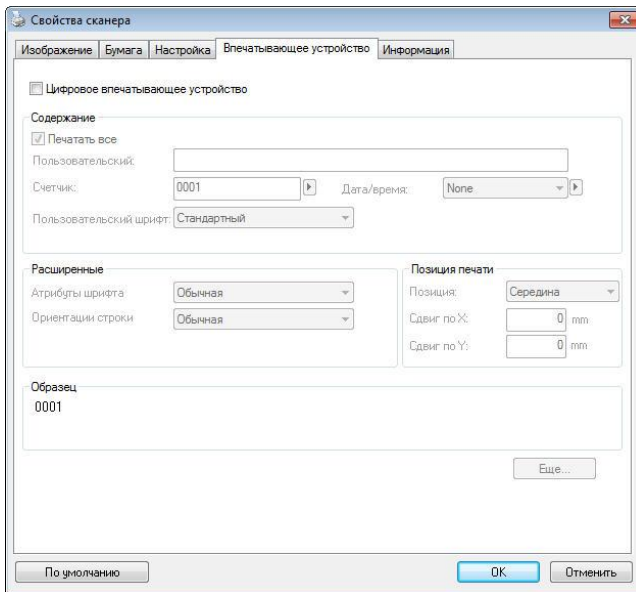 Свойства сканера
Изображение Бумага Настройка Впечатывающее устройство Информация
Цифровое впечатывающее устройство
Содержание
Печатать все
Пользовательский:
Счетчик: 0001 Дата/время: None
Пользовательский шрифт: Стандартный
Расширенные
Атрибуты шрифта Обычная
Ориентации строки Обычная
Позиция печати
Позиция: Середина
Сдвиг по X: 0 mm
Сдвиг по Y: 0 mm
Образец
0001
Еще...
По умолчанию OK Отменить